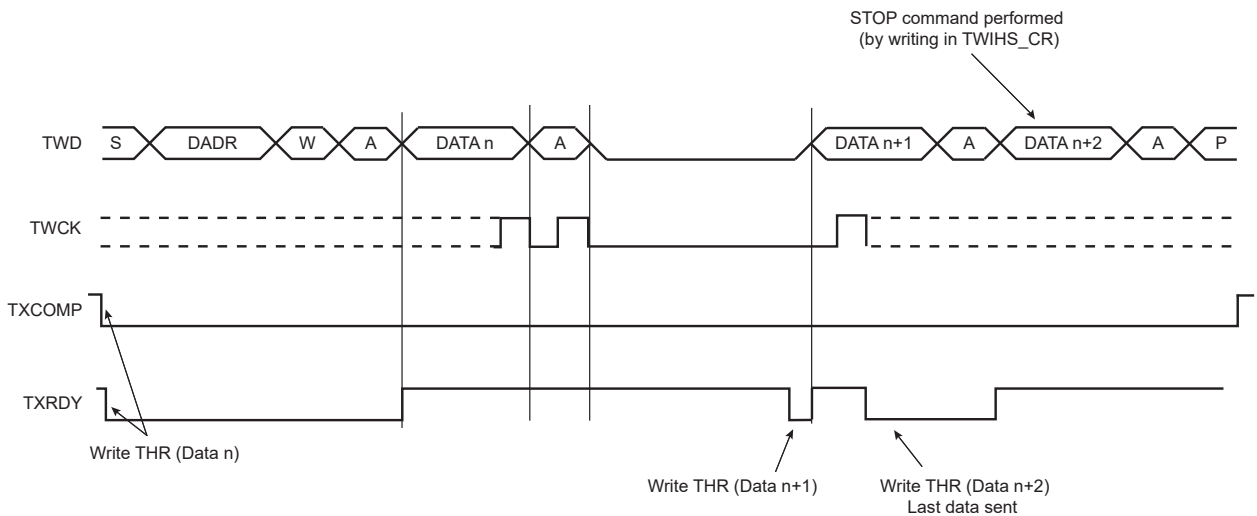 STOP command performed
(by writing in TWIHS_CR)
TWD S DADR W A DATA n A DATA n+1 A DATA n+2 A P
TWCK
TXCOMP
TXRDY
Write THR (Data n)
Write THR (Data n+1) Write THR (Data n+2)
Last data sent